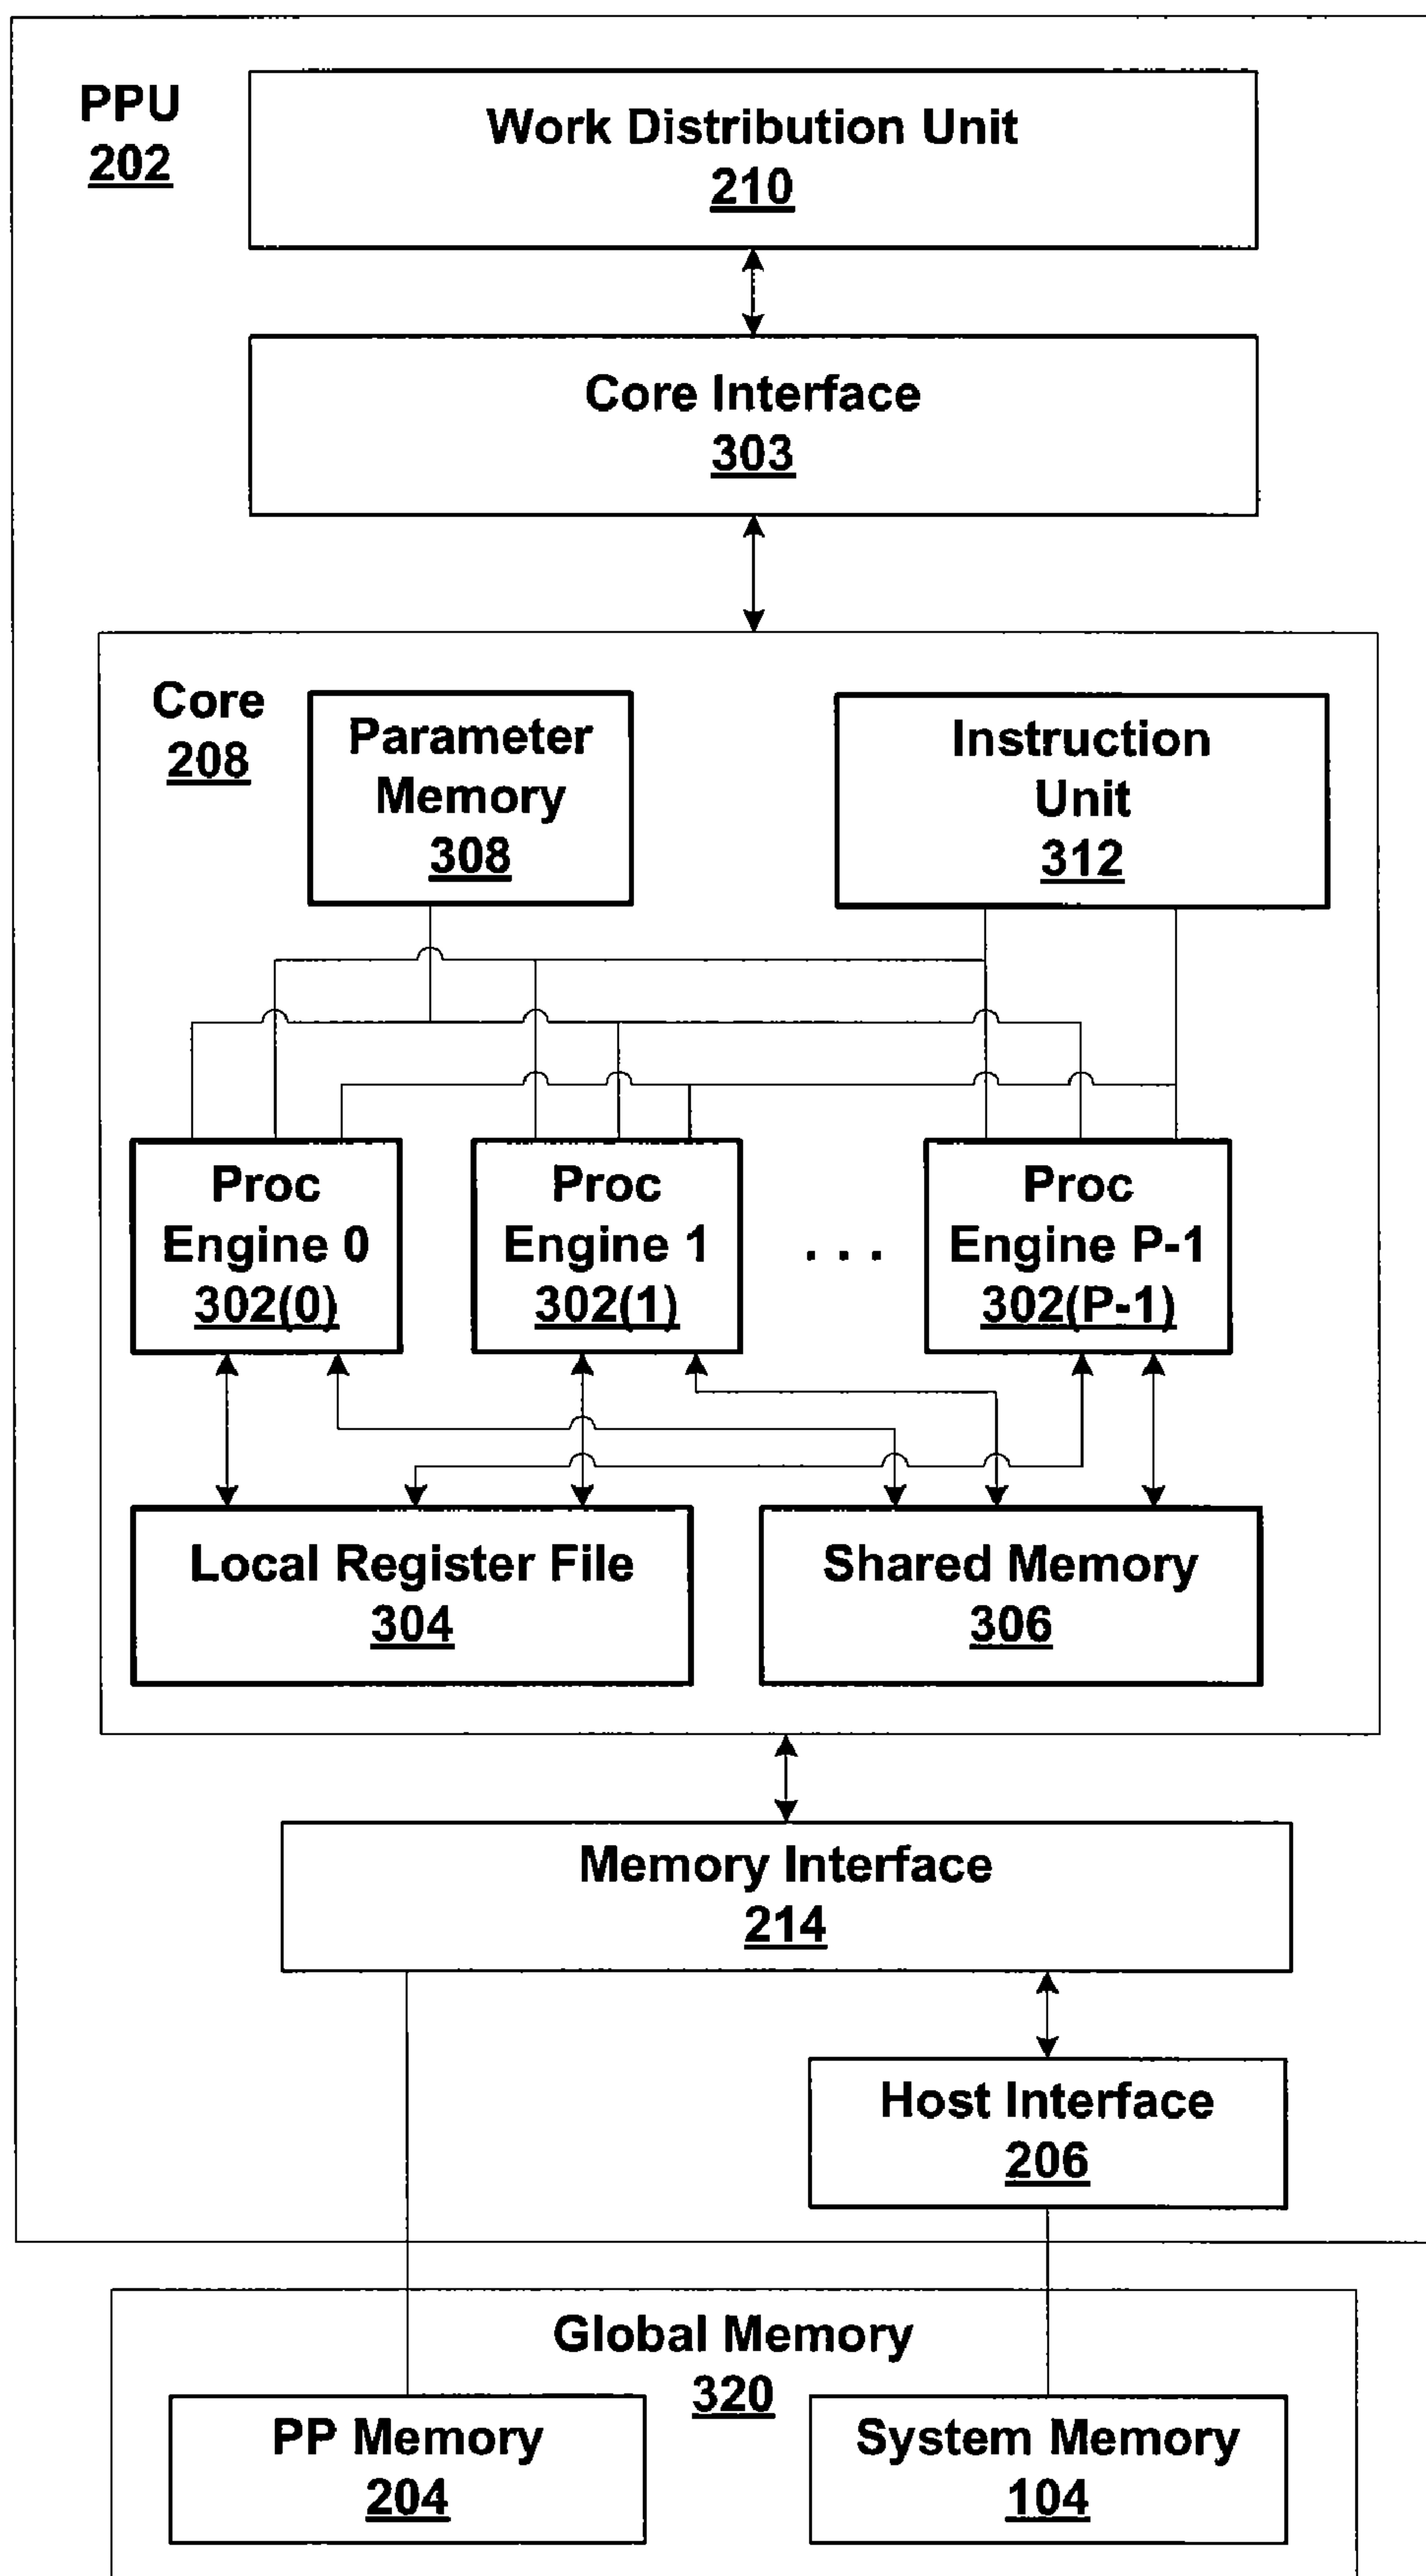 PPU
202
Work Distribution Unit
210
Core Interface
303
Core
208
Parameter
Memory
308
Instruction
Unit
312
Proc
Engine 0
302(0)
Proc
Engine 1
302(1)
. . .
Proc
Engine P-1
302(P-1)
Local Register File
304
Shared Memory
306
Memory Interface
214
Host Interface
206
Global Memory
320
PP Memory
204
System Memory
104